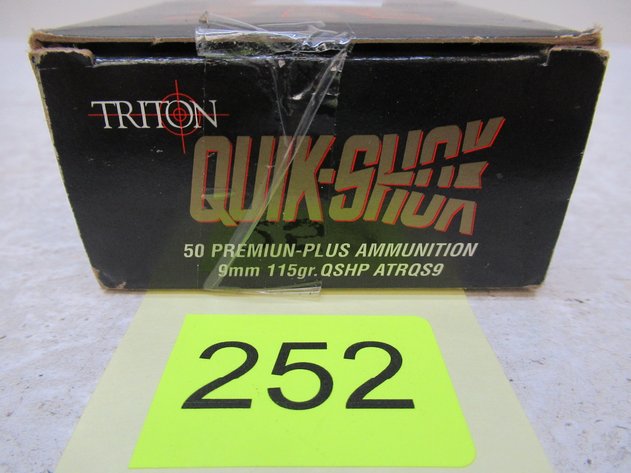 TRITON
QUIK-SHOK
50 PREMIUN-PLUS AMMUNITION
9mm 115gr. QSHP ATRQS9
252